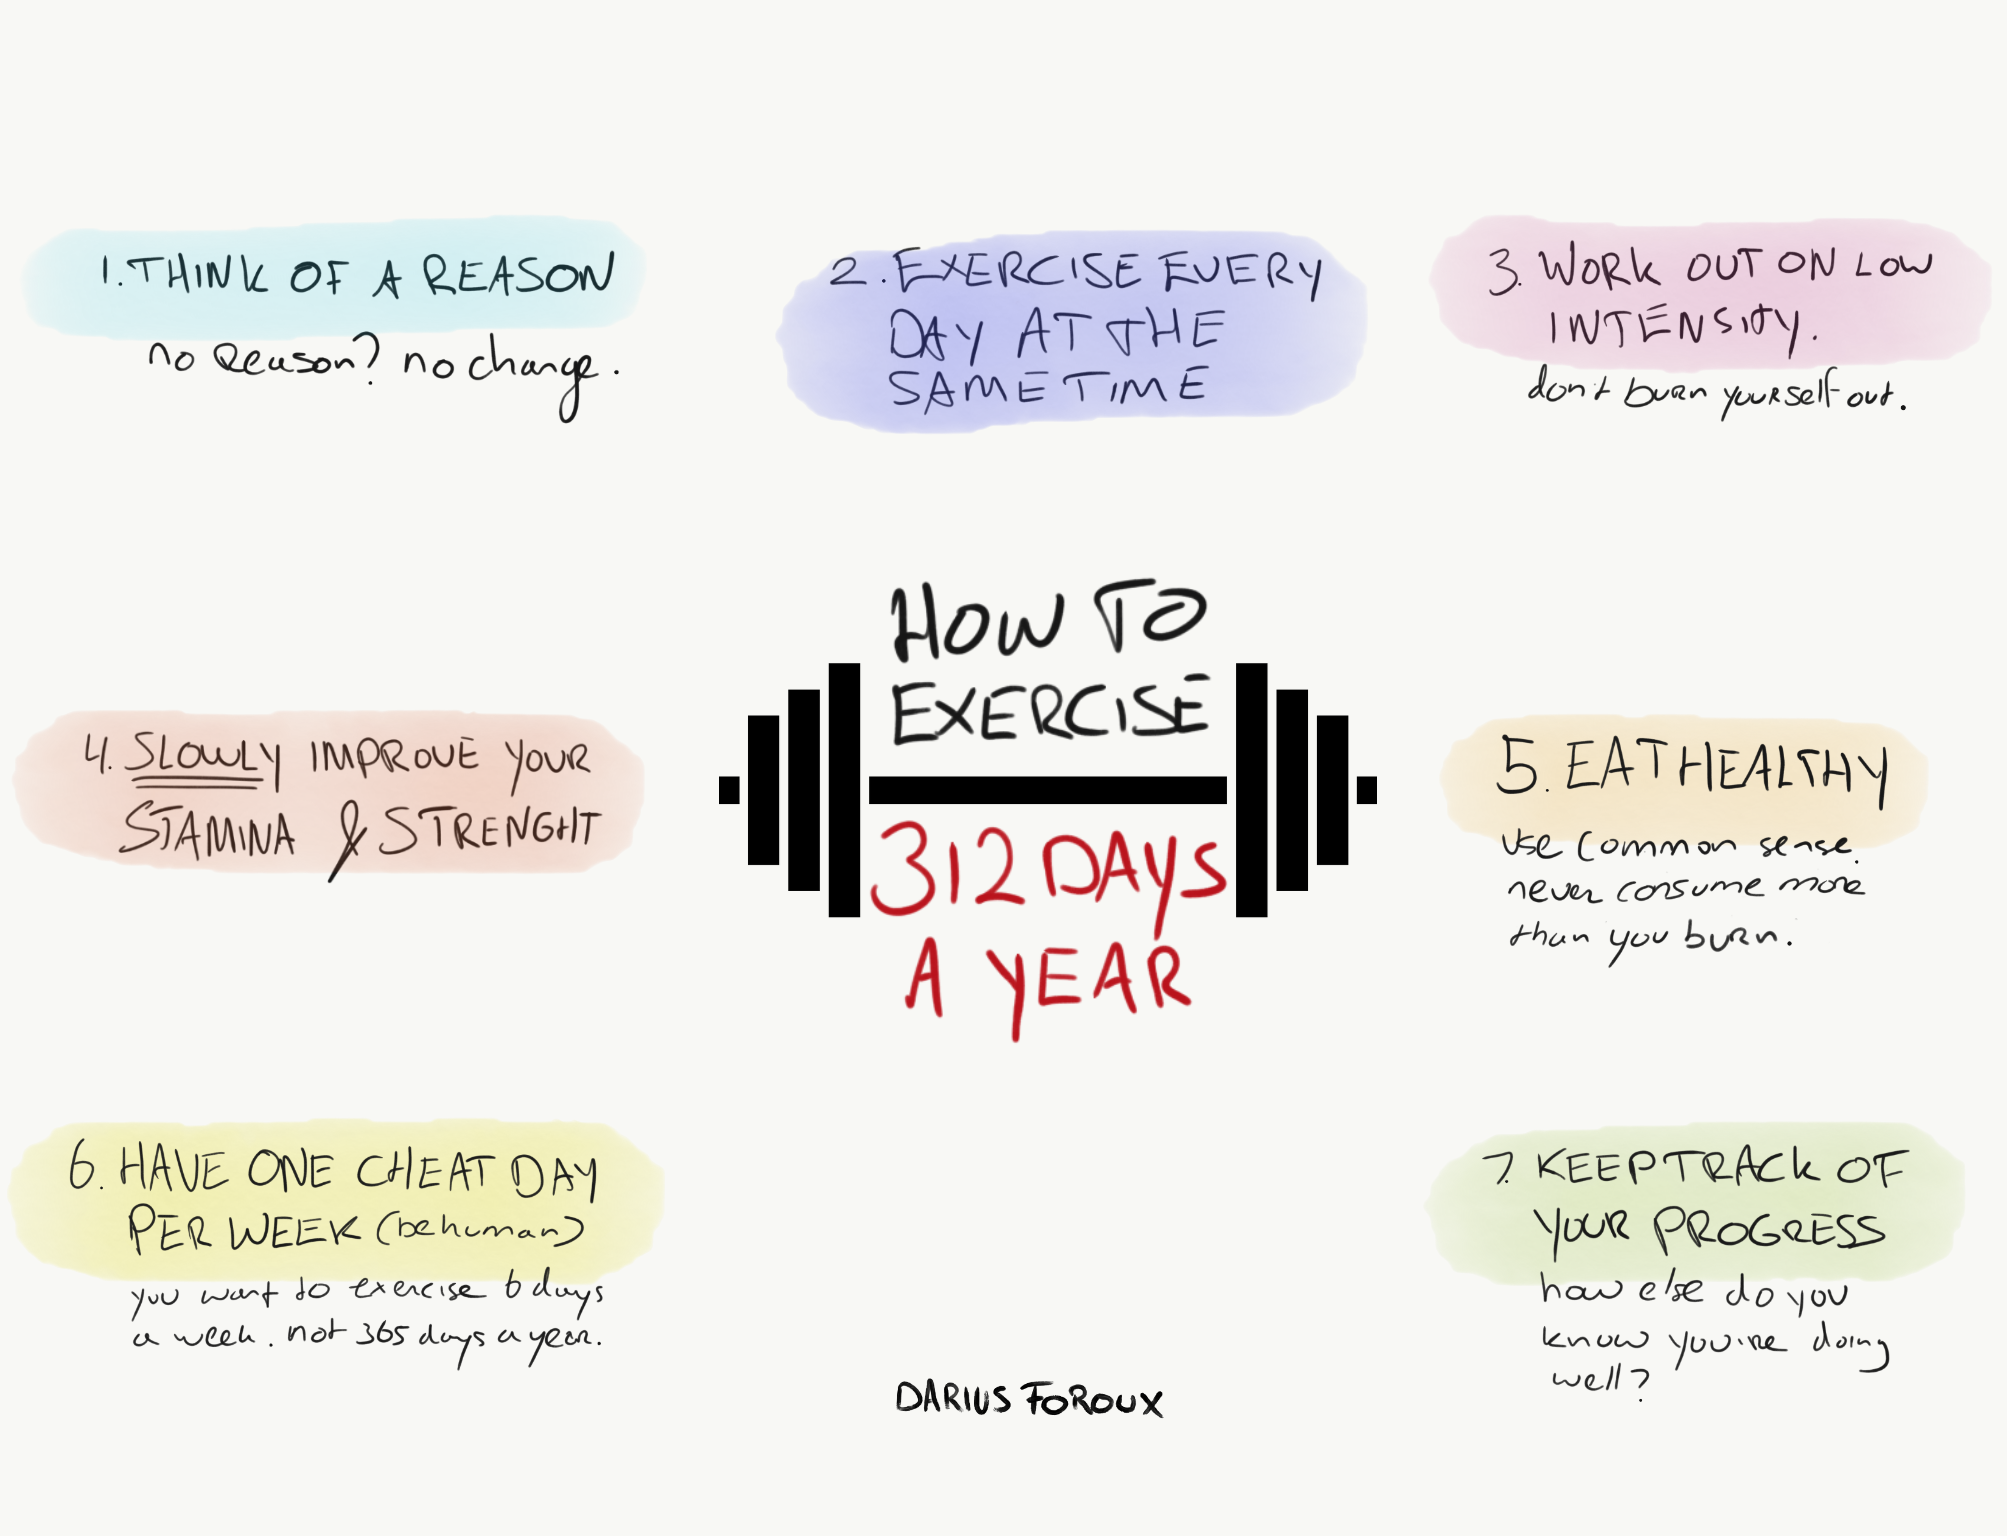 1. THINK OF A REASON
no Reason? no change.
2. EXERCISE EVERY
DAY AT THE
SAME TIME
3. WORK OUT ON LOW
INTENSITY.
don't burn yourself out.
HOW TO
EXERCISE
312 DAYS
A YEAR
4. SLOWLY IMPROVE YOUR
STAMINA & STRENGHT
5. EAT HEALTHY
use common sense.
never consume more
than you burn.
6. HAVE ONE CHEAT DAY
PER WEEK (be human)
you want to exercise 6 days
a week. not 365 days a year.
7. KEEP TRACK OF
YOUR PROGRESS
how else do you
know you're doing
well?
DARIUS FOROUX